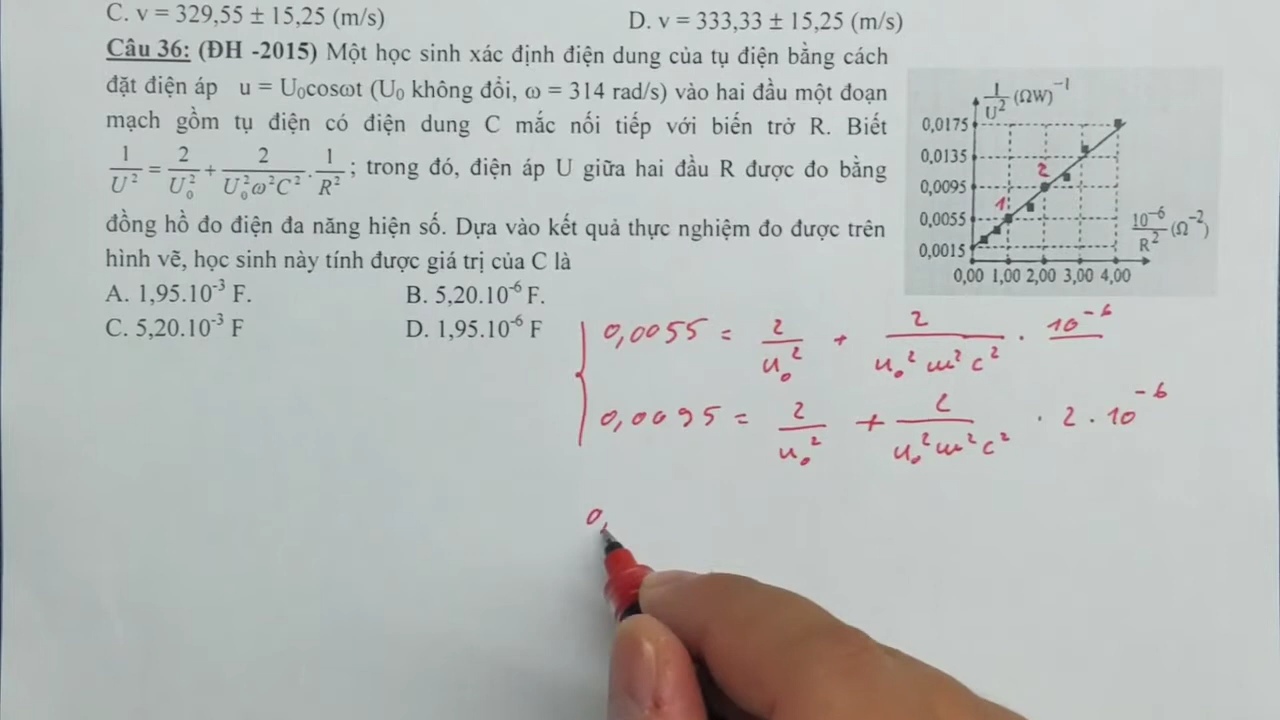 C. v = 329,55 ± 15,25 (m/s) D. v = 333,33 ± 15,25 (m/s)
Câu 36: (ĐH -2015) Một học sinh xác định điện dung của tụ điện bằng cách
đặt điện áp u = U₀cosωt (U₀ không đổi, ω = 314 rad/s) vào hai đầu một đoạn
mạch gồm tụ điện có điện dung C mắc nối tiếp với biến trở R. Biết
1/U² = 2/U₀² + 2/(U₀²ω²C²) . 1/R² ; trong đó, điện áp U giữa hai đầu R được đo bằng
đồng hồ đo điện đa năng hiện số. Dựa vào kết quả thực nghiệm đo được trên
hình vẽ, học sinh này tính được giá trị của C là
A. 1,95.10⁻³ F. B. 5,20.10⁻⁶ F.
C. 5,20.10⁻³ F D. 1,95.10⁻⁶ F
1/U² (ΩW)⁻¹
0,0175
0,0135
2
0,0095
1
0,0055
0,0015
10⁻⁶/R² (Ω⁻²)
0,00 1,00 2,00 3,00 4,00
0,0055 = 2/u₀² + 2/(u₀² ω² c²) . 10⁻⁶
0,0095 = 2/u₀² + 2/(u₀² ω² c²) . 2 . 10⁻⁶
0,